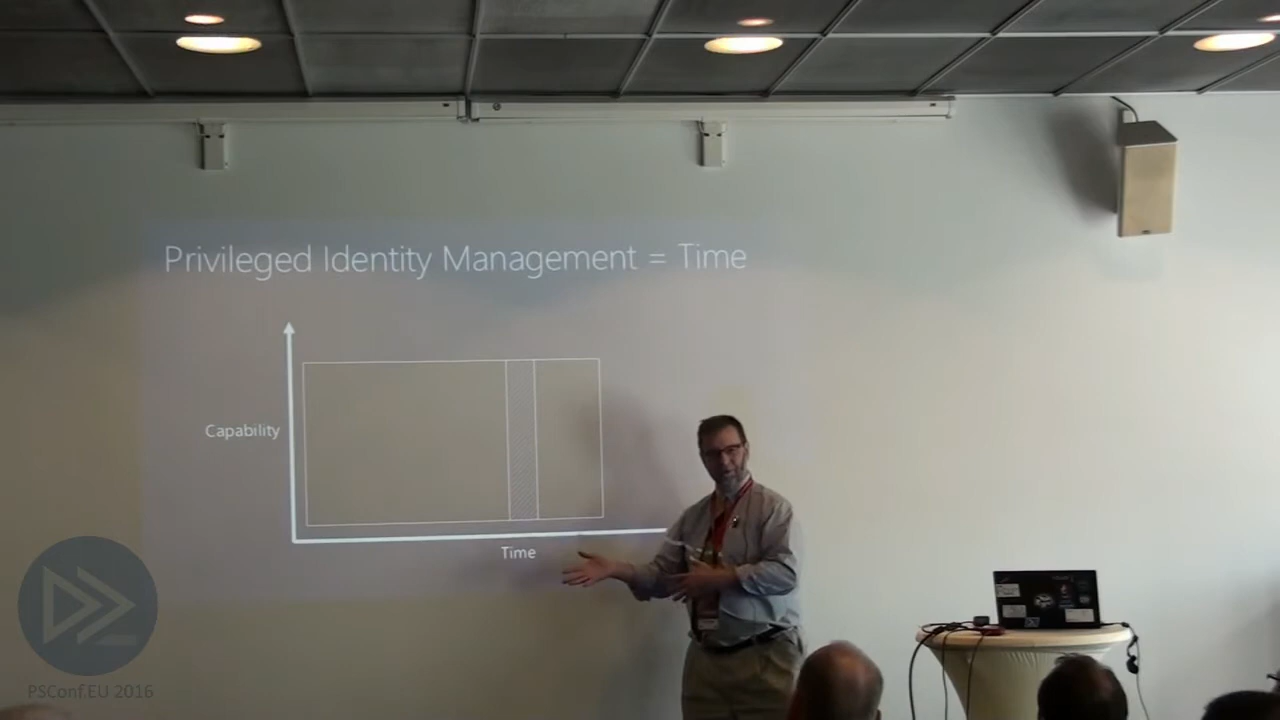 Privileged Identity Management = Time
Capability
Time
PSConf.EU 2016